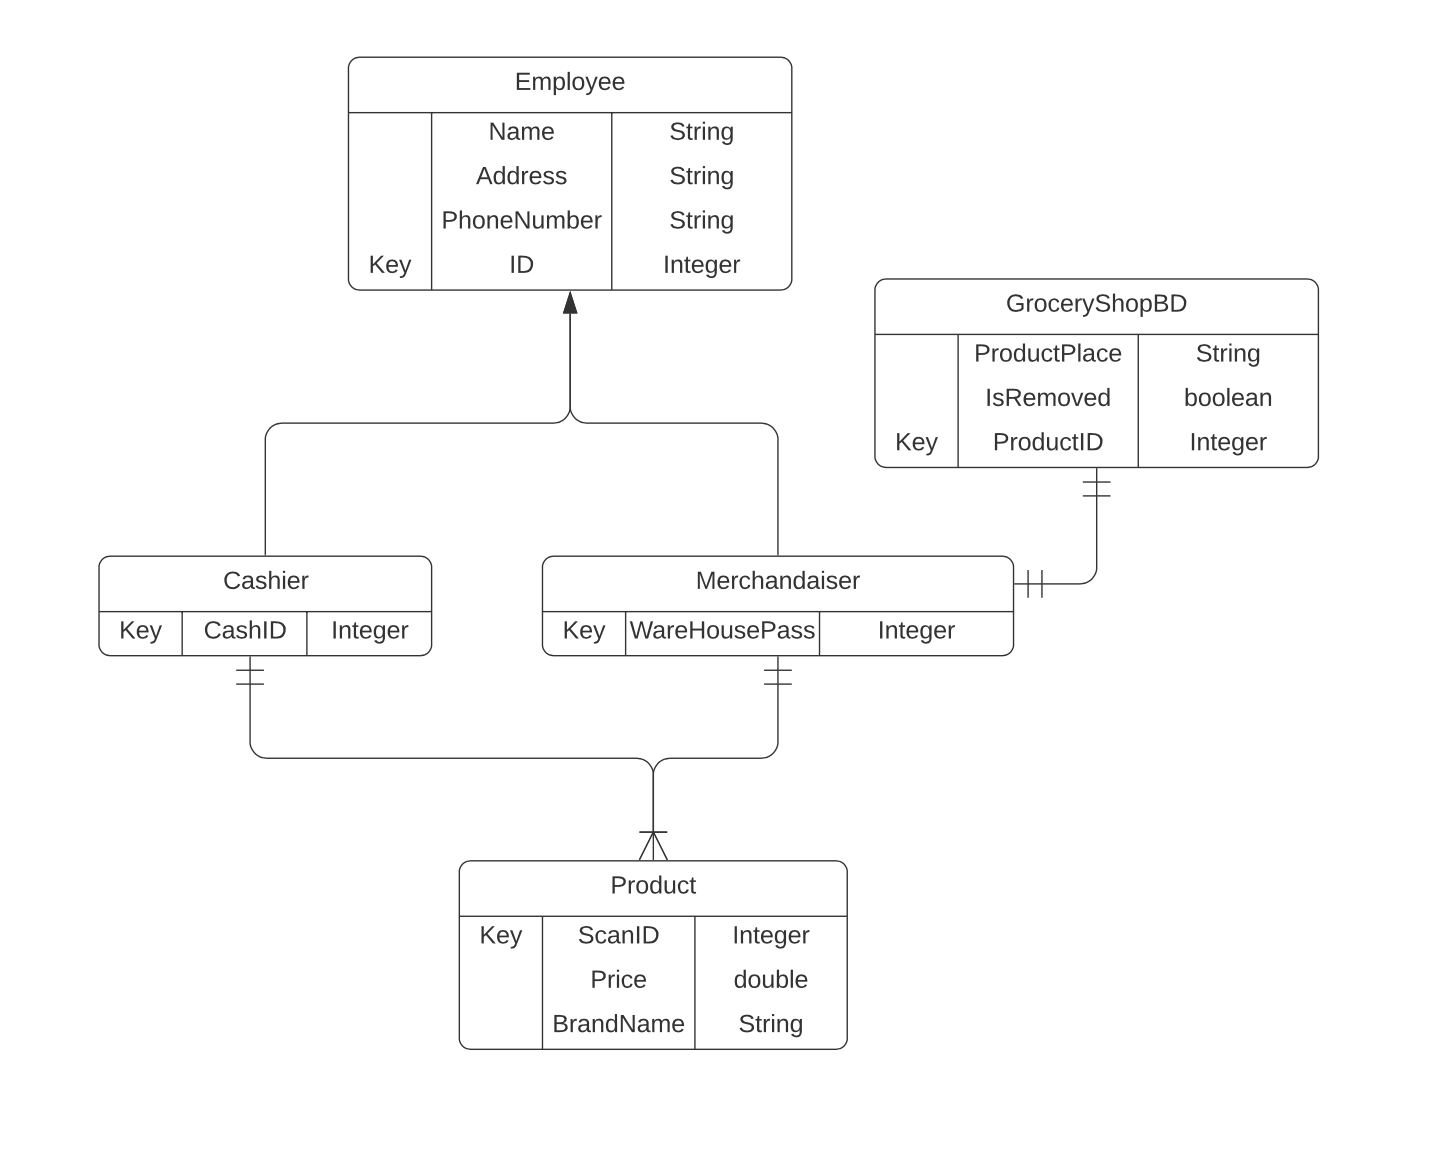 Employee
Name String
Address String
PhoneNumber String
Key ID Integer
GroceryShopBD
ProductPlace String
IsRemoved boolean
Key ProductID Integer
Cashier
Key CashID Integer
Merchandaiser
Key WareHousePass Integer
Product
Key ScanID Integer
Price double
BrandName String